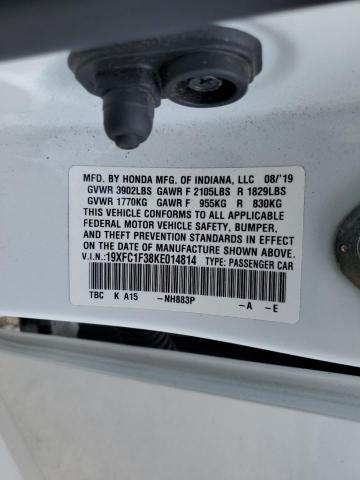 MFD. BY HONDA MFG. OF INDIANA, LLC 08/'19
GVWR 3902LBS GAWR F 2105LBS R 1829LBS
GVWR 1770KG GAWR F 955KG R 830KG
THIS VEHICLE CONFORMS TO ALL APPLICABLE
FEDERAL MOTOR VEHICLE SAFETY, BUMPER,
AND THEFT PREVENTION STANDARDS IN EFFECT
ON THE DATE OF MANUFACTURE SHOWN ABOVE.
V.I.N.:19XFC1F38KE014814 TYPE: PASSENGER CAR
TBC K A15 -NH883P -A -E